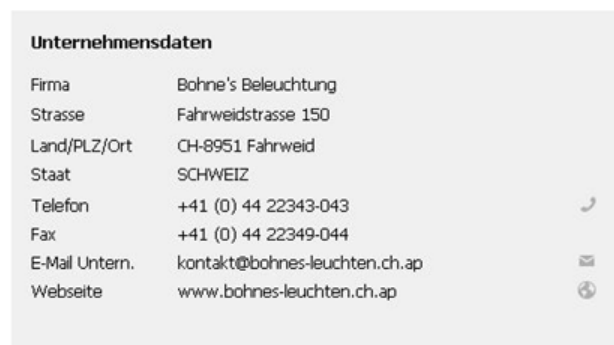 Unternehmensdaten
Firma Bohne's Beleuchtung
Strasse Fahrweidstrasse 150
Land/PLZ/Ort CH-8951 Fahrweid
Staat SCHWEIZ
Telefon +41 (0) 44 22343-043
Fax +41 (0) 44 22349-044
E-Mail Untern. kontakt@bohnes-leuchten.ch.ap
Webseite www.bohnes-leuchten.ch.ap